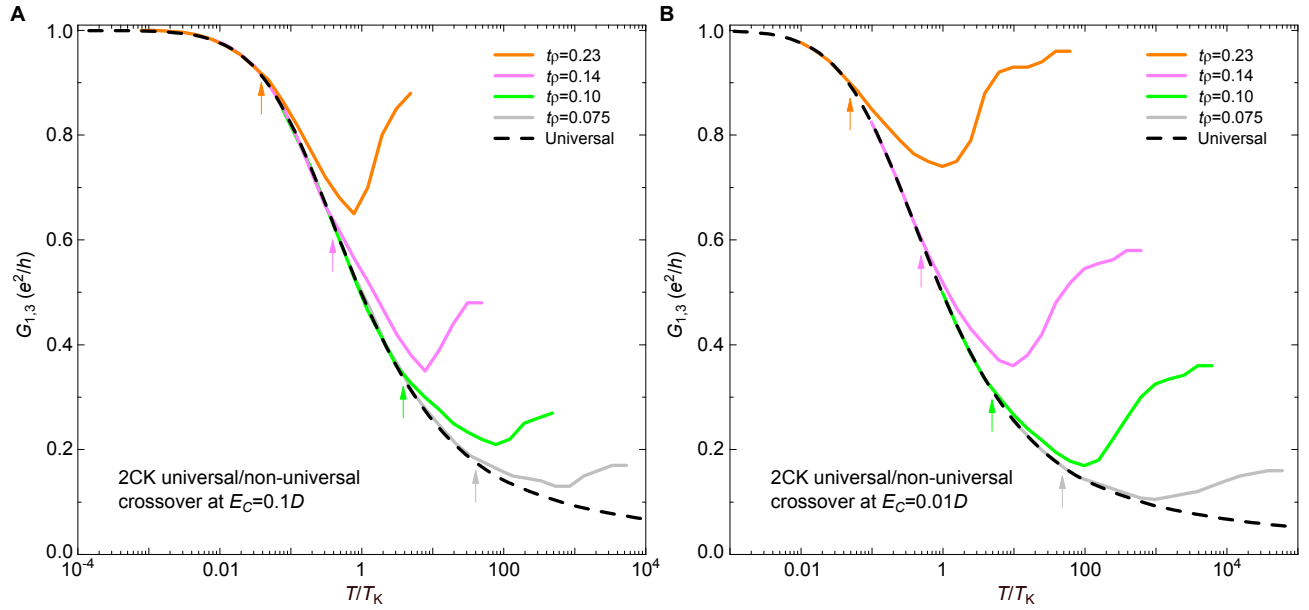 A
G1,3 (e²/h)
1.0
0.8
0.6
0.4
0.2
0.0
tρ=0.23
tρ=0.14
tρ=0.10
tρ=0.075
Universal
2CK universal/non-universal
crossover at EC=0.1D
10⁻⁴
0.01
1
100
10⁴
T/TK
B
G1,3 (e²/h)
1.0
0.8
0.6
0.4
0.2
0.0
tρ=0.23
tρ=0.14
tρ=0.10
tρ=0.075
Universal
2CK universal/non-universal
crossover at EC=0.01D
0.01
1
100
10⁴
T/TK